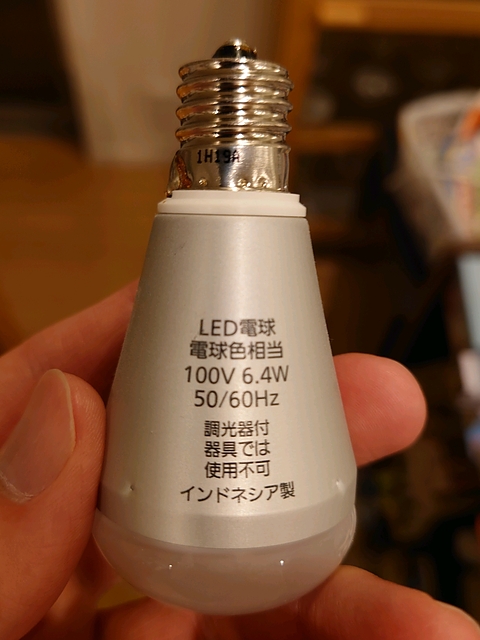 1H19A
LED電球
電球色相当
100V 6.4W
50/60Hz
調光器付
器具では
使用不可
インドネシア製